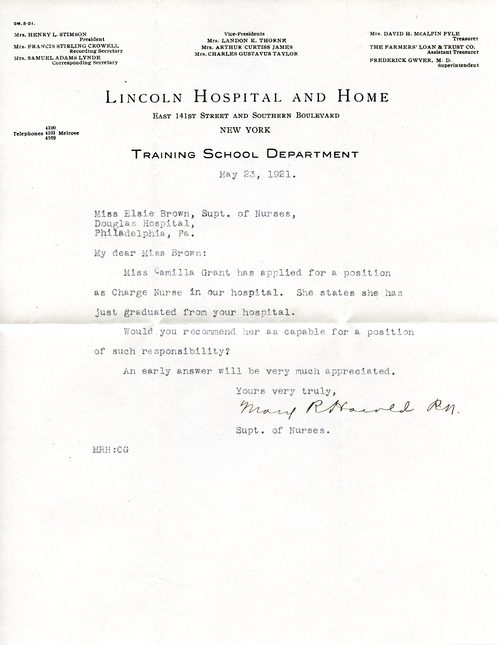 2M. 5-21.
Mrs. HENRY L. STIMSON
President
Mrs. FRANCIS STIRLING CROWELL
Recording Secretary
Mrs. SAMUEL ADAMS LYNDE
Corresponding Secretary
Vice-Presidents
Mrs. LANDON K. THORNE
Mrs. ARTHUR CURTISS JAMES
Mrs. CHARLES GUSTAVUS TAYLOR
Mrs. DAVID H. McALPIN PYLE
Treasurer
THE FARMERS' LOAN & TRUST CO.
Assistant Treasurer
FREDERICK GWYER, M. D.
Superintendent
LINCOLN HOSPITAL AND HOME
EAST 141ST STREET AND SOUTHERN BOULEVARD
NEW YORK
4100
Telephones 4101 Melrose
4102
TRAINING SCHOOL DEPARTMENT
May 23, 1921.
Miss Elsie Brown, Supt. of Nurses,
Douglas Hospital,
Philadelphia, Pa.
My dear Miss Brown:
Miss Camilla Grant has applied for a position
as Charge Nurse in our hospital. She states she has
just graduated from your hospital.
Would you recommend her as capable for a position
of such responsibility?
An early answer will be very much appreciated.
Yours very truly,
Mary R Harold R.N.
Supt. of Nurses.
MRH:CG